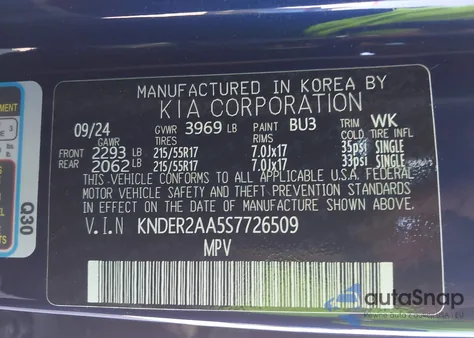 MANUFACTURED IN KOREA BY
KIA CORPORATION
09/24 GVWR 3969 LB PAINT BU3 TRIM WK
GAWR TIRES RIMS COLD TIRE INFL
FRONT 2293 LB 215/55R17 7.0Jx17 35psi SINGLE
REAR 2062 LB 215/55R17 7.0Jx17 33psi SINGLE
THIS VEHICLE CONFORMS TO ALL APPLICABLE U.S.A. FEDERAL
MOTOR VEHICLE SAFETY AND THEFT PREVENTION STANDARDS
IN EFFECT ON THE DATE OF MANUFACTURE SHOWN ABOVE.
V.I.N KNDER2AA5S7726509
MPV
Q30
autoSnap